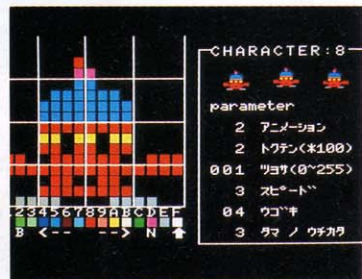 CHARACTER:8
parameter
2 アニメーション
2 トクテン(*100)
001 ツヨサ(0~255)
3 スピード
04 ウゴキ
3 タマ ノ ウチカタ
.23456789ABCDEF
B <-- --> N ⬆